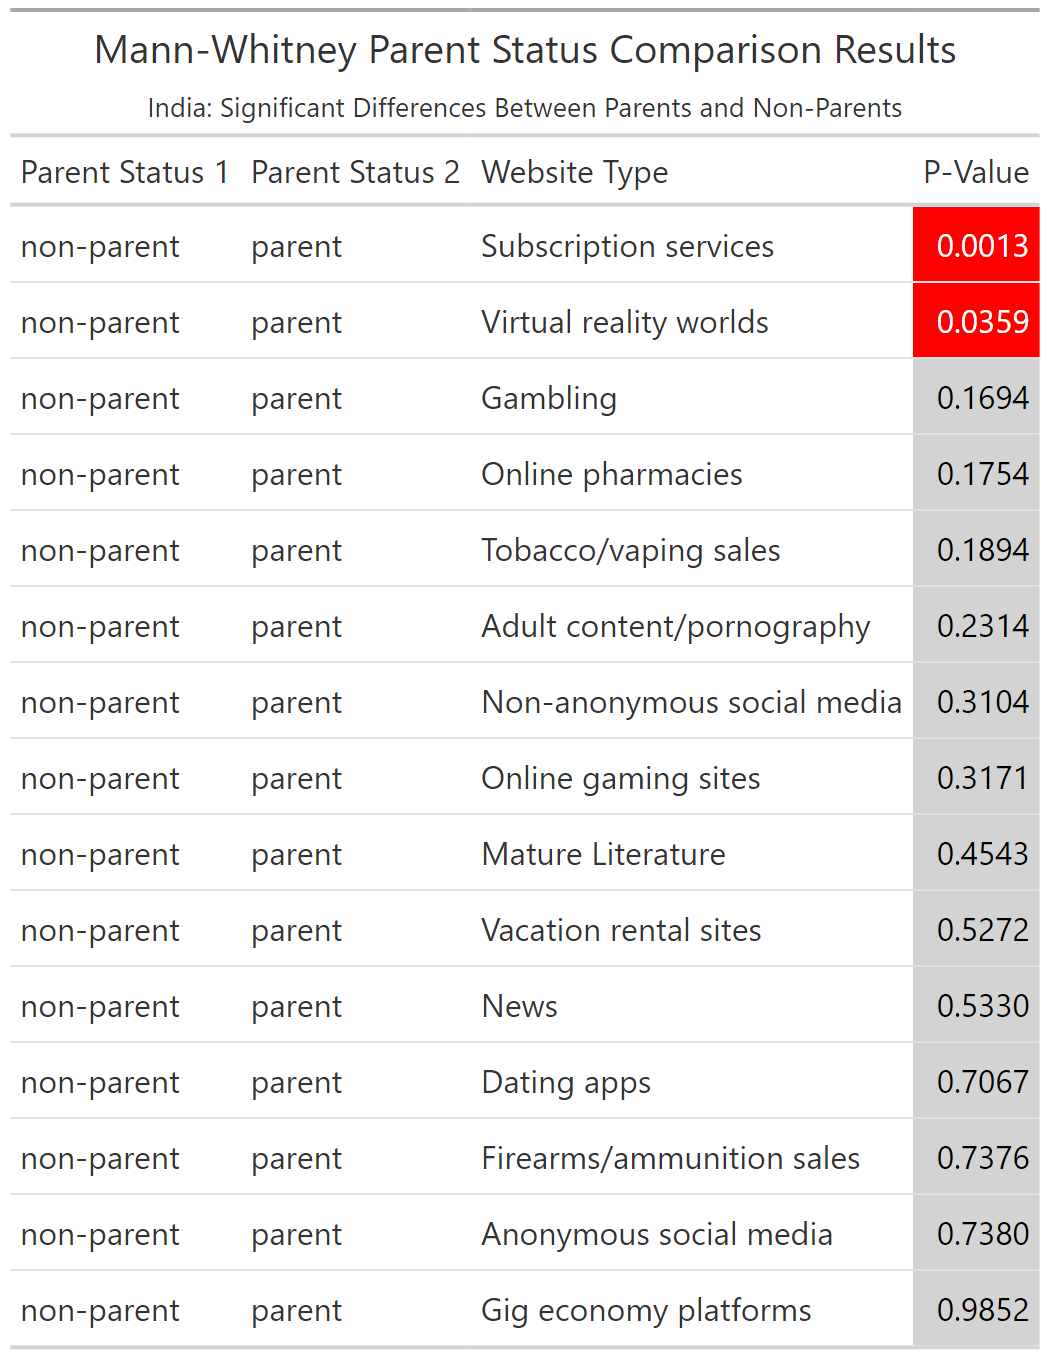 Mann-Whitney Parent Status Comparison Results
India: Significant Differences Between Parents and Non-Parents
Parent Status 1 Parent Status 2 Website Type P-Value
non-parent parent Subscription services 0.0013
non-parent parent Virtual reality worlds 0.0359
non-parent parent Gambling 0.1694
non-parent parent Online pharmacies 0.1754
non-parent parent Tobacco/vaping sales 0.1894
non-parent parent Adult content/pornography 0.2314
non-parent parent Non-anonymous social media 0.3104
non-parent parent Online gaming sites 0.3171
non-parent parent Mature Literature 0.4543
non-parent parent Vacation rental sites 0.5272
non-parent parent News 0.5330
non-parent parent Dating apps 0.7067
non-parent parent Firearms/ammunition sales 0.7376
non-parent parent Anonymous social media 0.7380
non-parent parent Gig economy platforms 0.9852